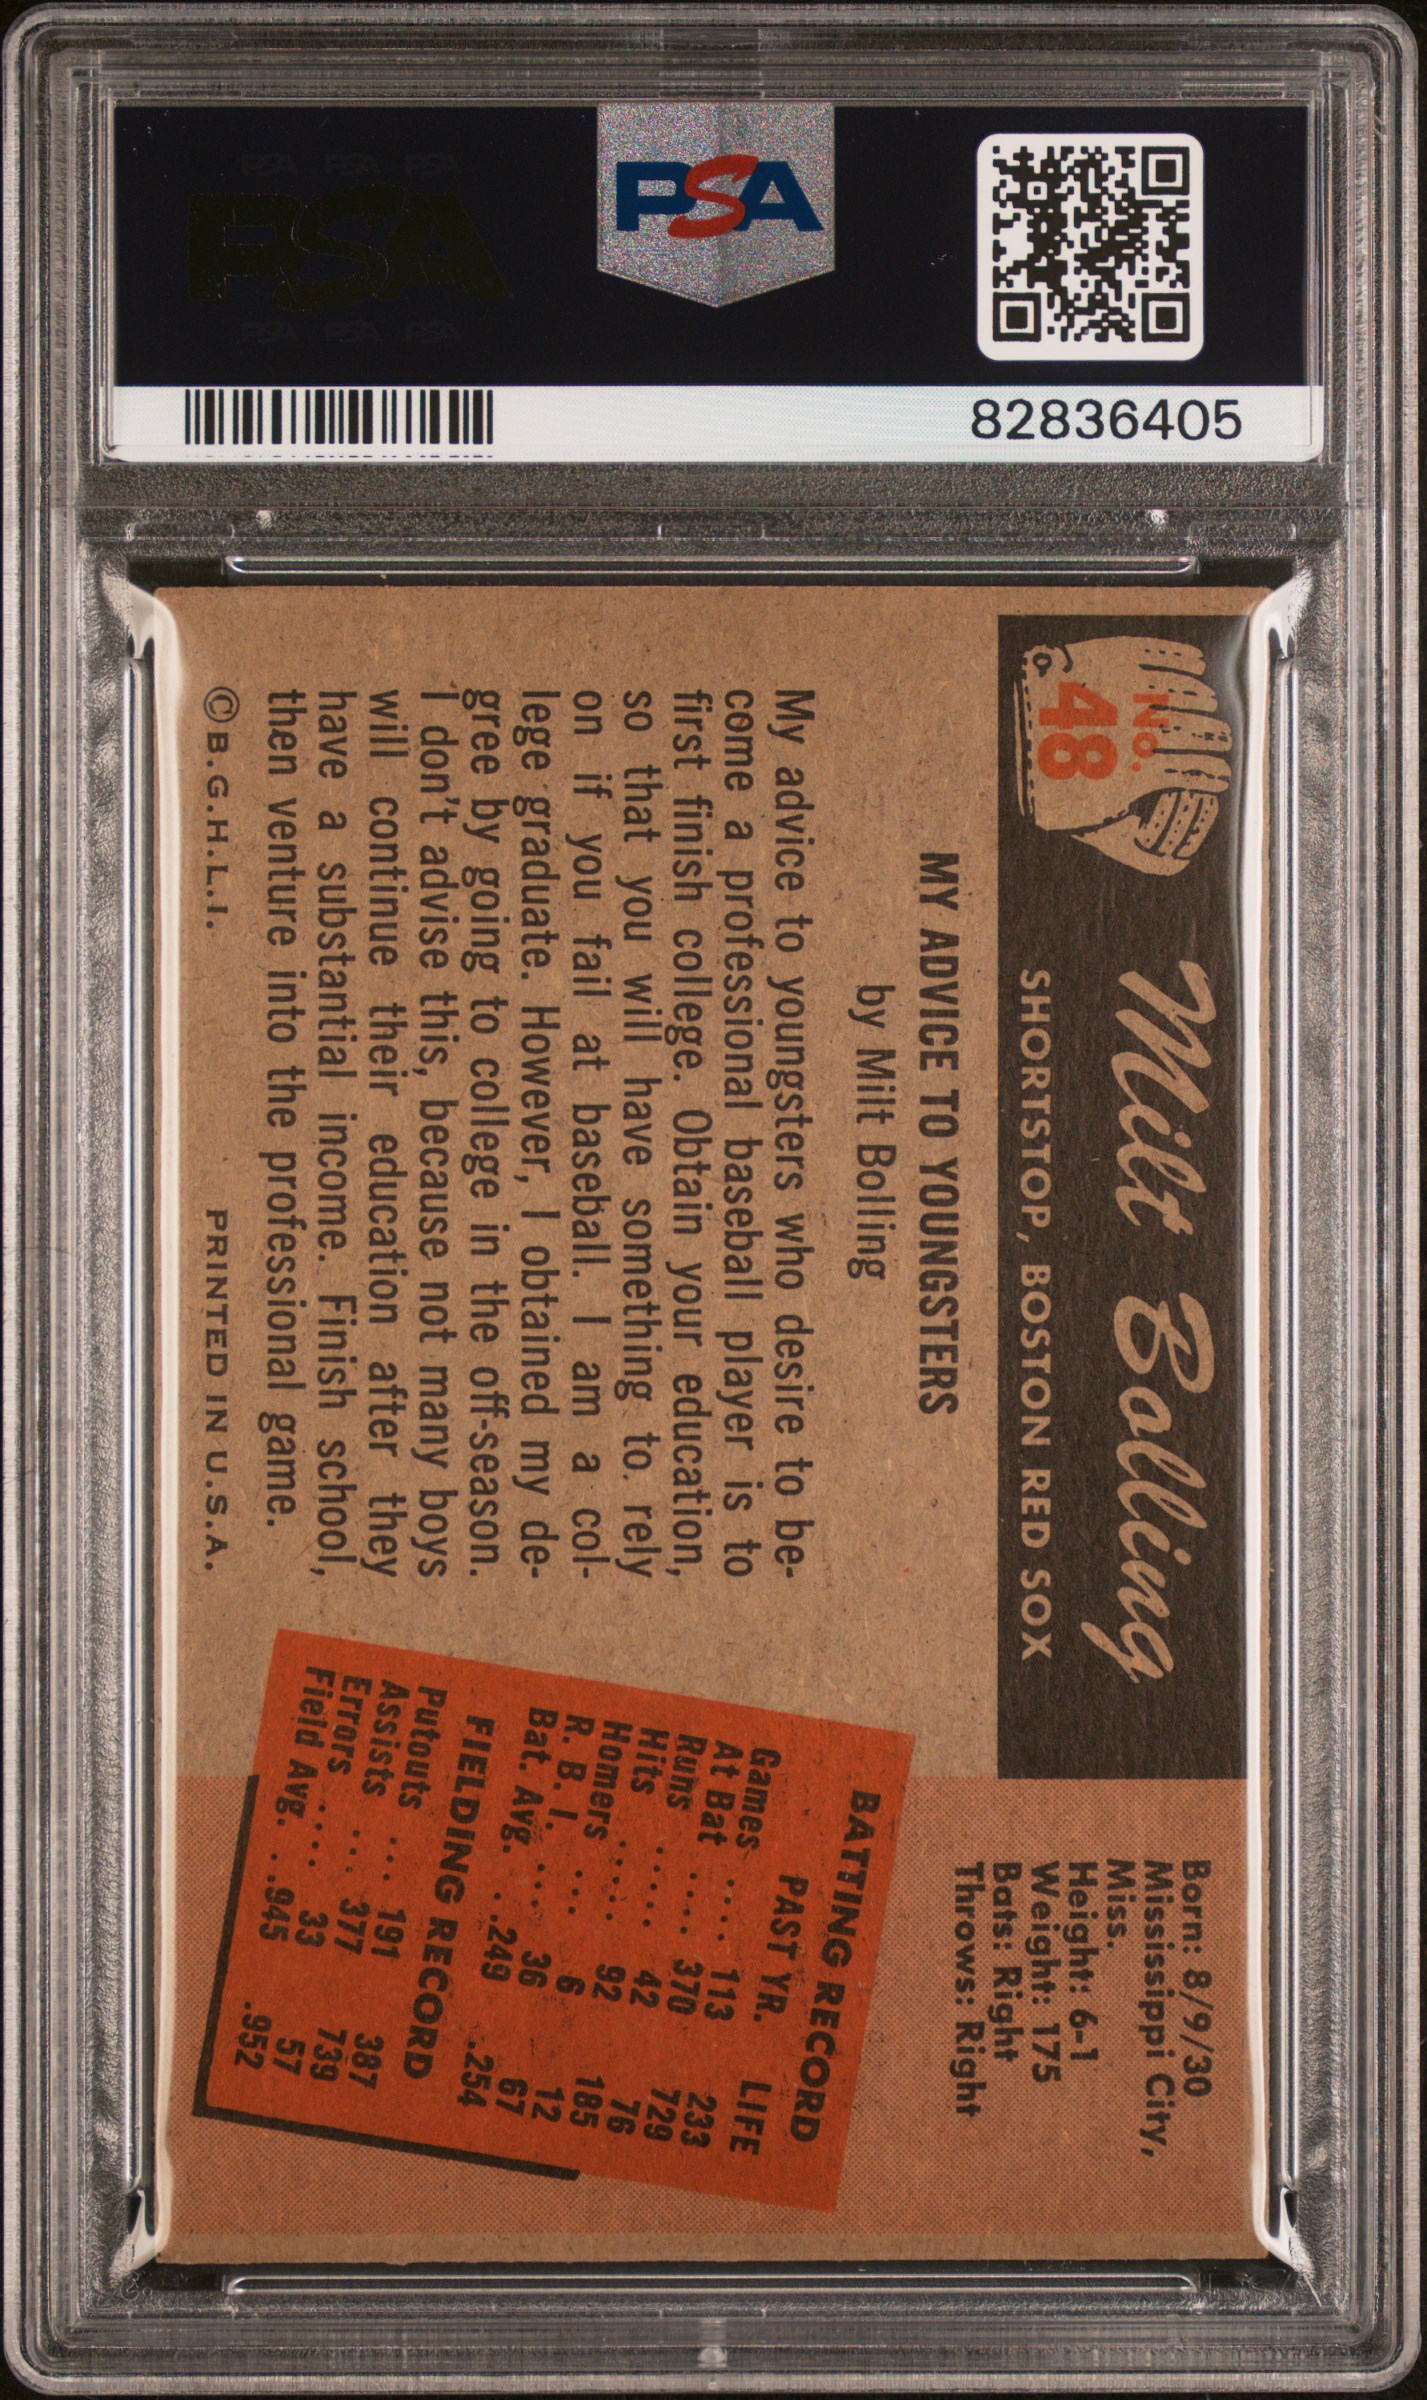 PSA PSA PSA
PSA
PSA PSA PSA
PSA
82836405
No.
48
Milt Bolling
SHORTSTOP, BOSTON RED SOX
Born: 8/9/30
Mississippi City,
Miss.
Height: 6-1
Weight: 175
Bats: Right
Throws: Right
MY ADVICE TO YOUNGSTERS
by Milt Bolling
My advice to youngsters who desire to be-
come a professional baseball player is to
first finish college. Obtain your education,
so that you will have something to rely
on if you fail at baseball. I am a col-
lege graduate. However, I obtained my de-
gree by going to college in the off-season.
I don't advise this, because not many boys
will continue their education after they
have a substantial income. Finish school,
then venture into the professional game.
BATTING RECORD
PAST YR. LIFE
Games .... 113 233
At Bat .... 370 729
Runs ..... 42 76
Hits ..... 92 185
Homers ... 6 12
R. B. I. .... 36 67
Bat. Avg. . .249 .254
FIELDING RECORD
Putouts ... 191 387
Assists ... 377 739
Errors .... 33 57
Field Avg. . .945 .952
© B.G.H.L.I. PRINTED IN U.S.A.